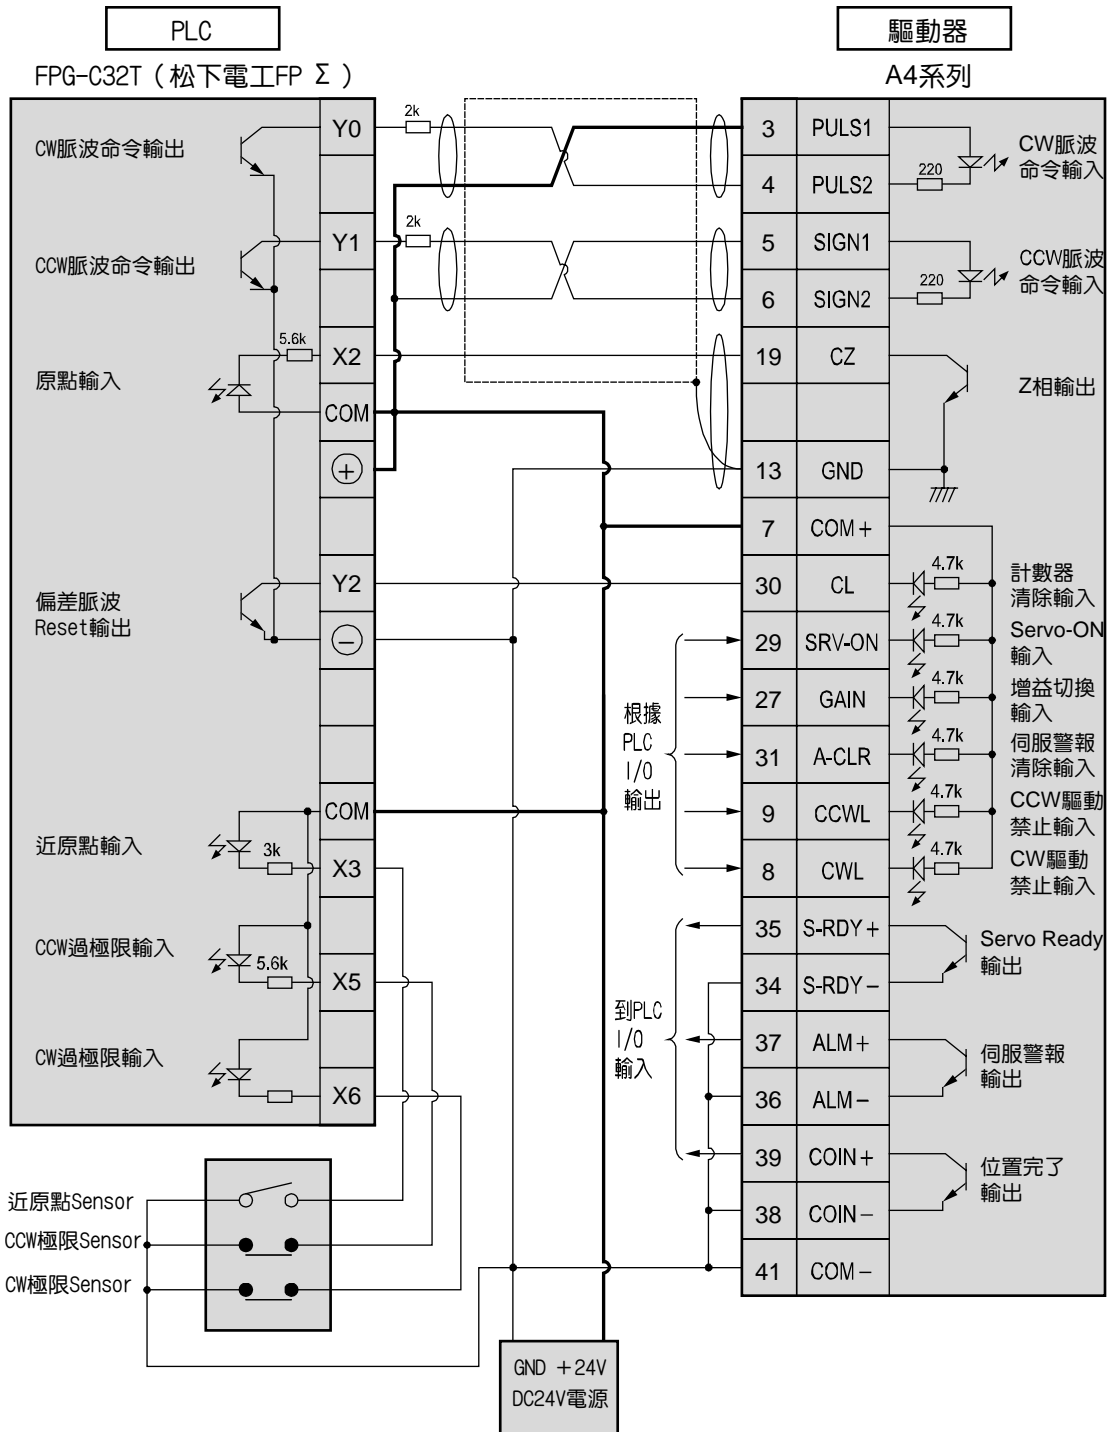 PLC
驅動器
FPG-C32T（松下電工FP Σ）
A4系列
CW脈波命令輸出
CCW脈波命令輸出
原點輸入
偏差脈波
Reset輸出
近原點輸入
CCW過極限輸入
CW過極限輸入
5.6k
3k
5.6k
Y0
Y1
X2
COM
+
Y2
−
COM
X3
X5
X6
2k
2k
根據
PLC
I/O
輸出
到PLC
I/O
輸入
3 PULS1
4 PULS2
5 SIGN1
6 SIGN2
19 CZ
13 GND
7 COM+
30 CL
29 SRV-ON
27 GAIN
31 A-CLR
9 CCWL
8 CWL
35 S-RDY+
34 S-RDY−
37 ALM+
36 ALM−
39 COIN+
38 COIN−
41 COM−
220
220
4.7k
4.7k
4.7k
4.7k
4.7k
4.7k
CW脈波
命令輸入
CCW脈波
命令輸入
Z相輸出
計數器
清除輸入
Servo-ON
輸入
增益切換
輸入
伺服警報
清除輸入
CCW驅動
禁止輸入
CW驅動
禁止輸入
Servo Ready
輸出
伺服警報
輸出
位置完了
輸出
近原點Sensor
CCW極限Sensor
CW極限Sensor
GND +24V
DC24V電源